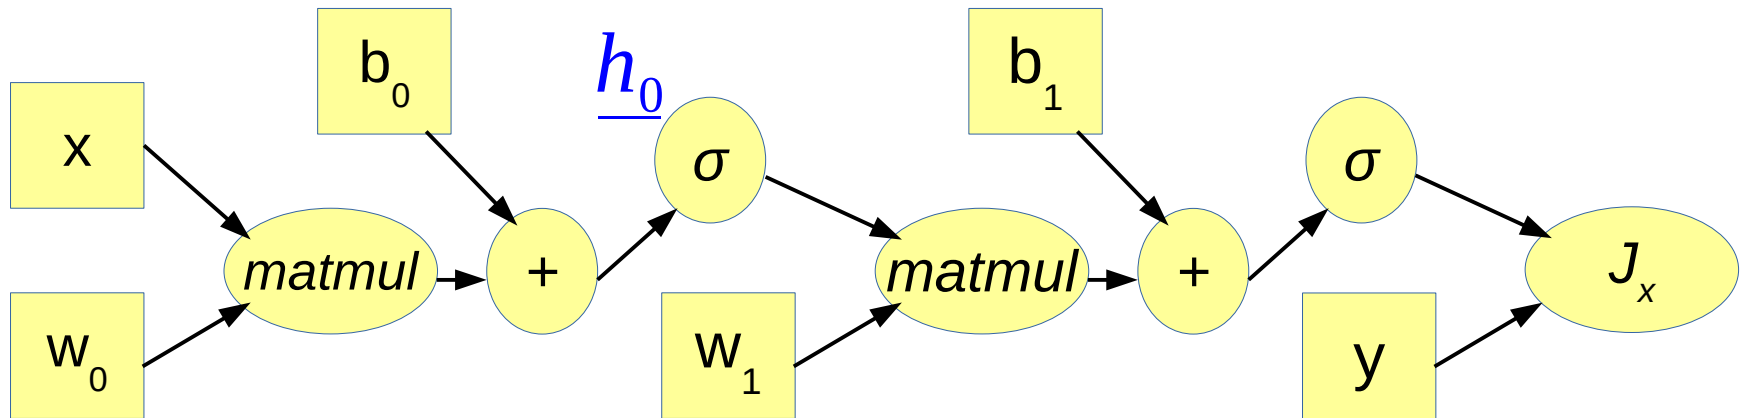 x
w₀
b₀
matmul
+
h₀
σ
w₁
b₁
matmul
+
σ
y
Jₓ